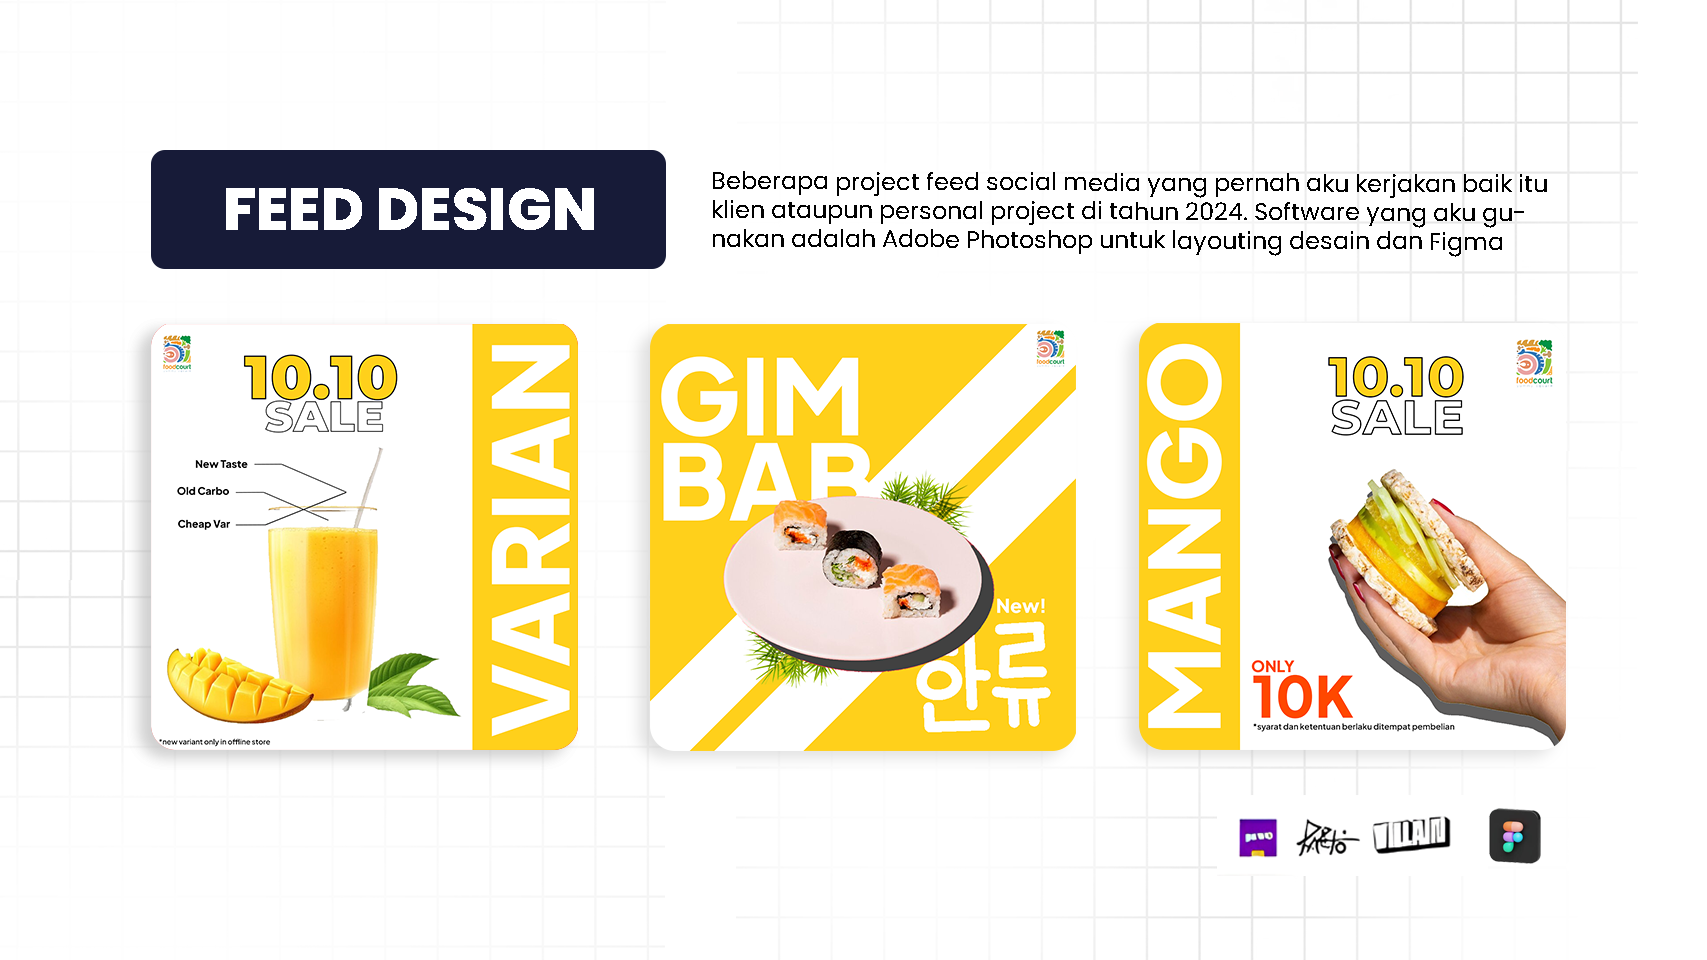 FEED DESIGN
Beberapa project feed social media yang pernah aku kerjakan baik itu
klien ataupun personal project di tahun 2024. Software yang aku gu-
nakan adalah Adobe Photoshop untuk layouting desain dan Figma
foodcourt
10.10
SALE
New Taste
Old Carbo
Cheap Var
*new variant only in offline store
VARIAN
GIM
BAB
foodcourt
New!
안류
MANGO
10.10
SALE
foodcourt
ONLY
10K
*syarat dan ketentuan berlaku ditempat pembelian
VILLAIN